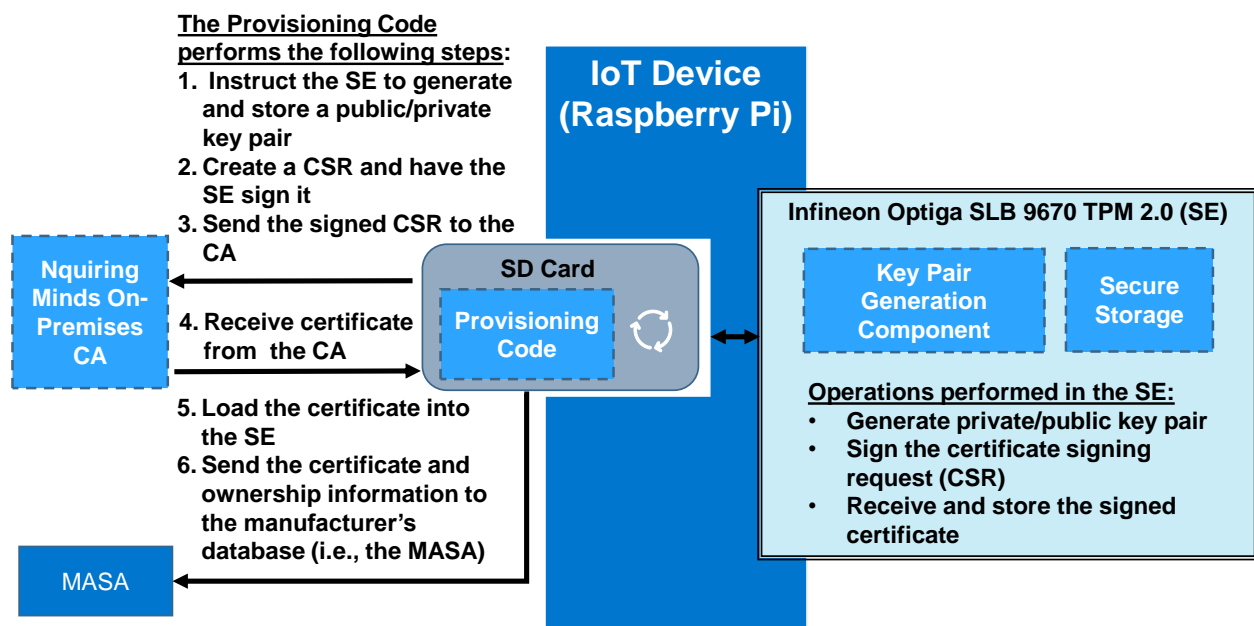 The Provisioning Code
performs the following steps:
1. Instruct the SE to generate
and store a public/private
key pair
2. Create a CSR and have the
SE sign it
3. Send the signed CSR to the
CA
4. Receive certificate
from the CA
5. Load the certificate into
the SE
6. Send the certificate and
ownership information to
the manufacturer's
database (i.e., the MASA)
Nquiring
Minds On-
Premises
CA
MASA
IoT Device
(Raspberry Pi)
SD Card
Provisioning
Code
Infineon Optiga SLB 9670 TPM 2.0 (SE)
Key Pair
Generation
Component
Secure
Storage
Operations performed in the SE:
• Generate private/public key pair
• Sign the certificate signing
request (CSR)
• Receive and store the signed
certificate